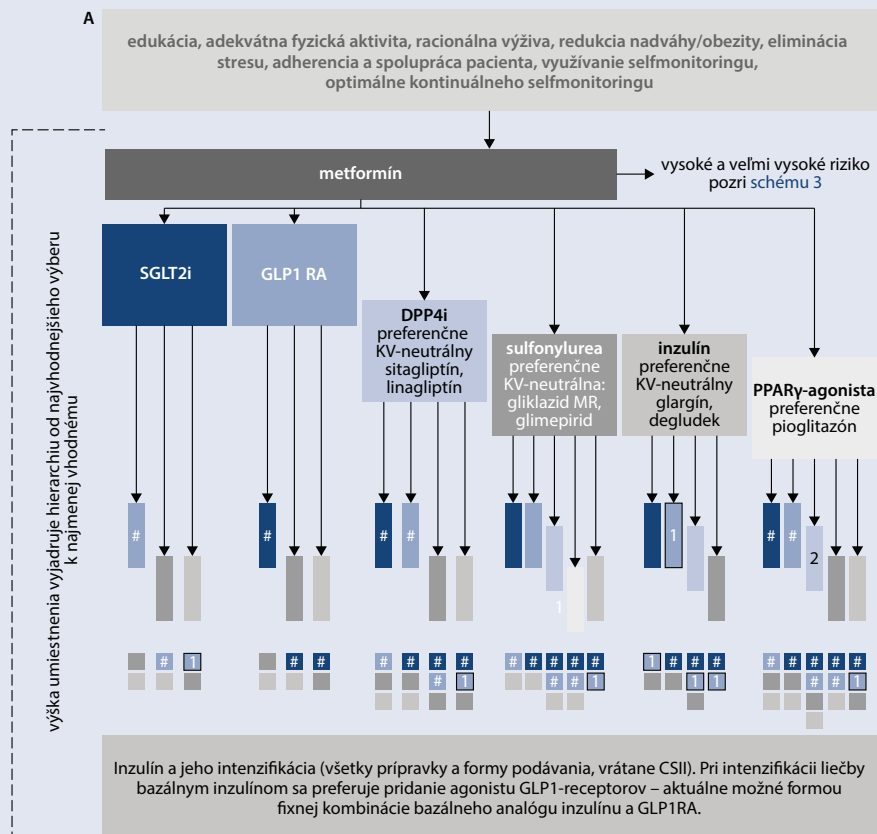 A
edukácia, adekvátna fyzická aktivita, racionálna výživa, redukcia nadváhy/obezity, eliminácia
stresu, adherencia a spolupráca pacienta, využívanie selfmonitoringu,
optimálne kontinuálneho selfmonitoringu
metformín
vysoké a veľmi vysoké riziko
pozri schému 3
výška umiestnenia vyjadruje hierarchiu od najvhodnejšieho výberu
k najmenej vhodnému
SGLT2i
GLP1 RA
DPP4i
preferenčne
KV-neutrálny
sitagliptín,
linagliptín
sulfonylurea
preferenčne
KV-neutrálna:
gliklazid MR,
glimepirid
inzulín
preferenčne
KV-neutrálny
glargín,
degludek
PPARγ-agonista
preferenčne
pioglitazón
# # # # 1 # #
2
1
# 1 # # # # # # # # # # # 1 # # # # # # # #
# 1 # # 1 1 1 # # 1
Inzulín a jeho intenzifikácia (všetky prípravky a formy podávania, vrátane CSII). Pri intenzifikácii liečby
bazálnym inzulínom sa preferuje pridanie agonistu GLP1-receptorov – aktuálne možné formou
fixnej kombinácie bazálneho analógu inzulínu a GLP1RA.